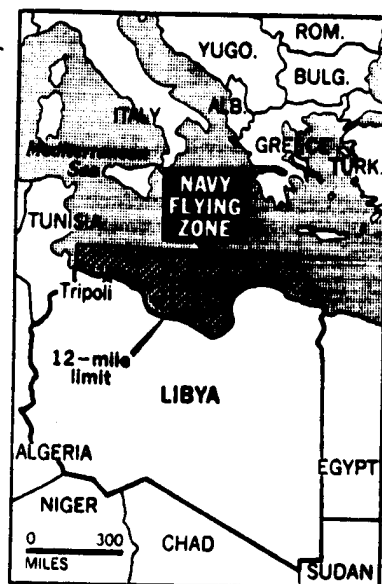 ROM.
YUGO.
BULG.
ITALY
ALB.
GREECE
Mediterranean
Sea
TURK.
NAVY
FLYING
ZONE
TUNISIA
Tripoli
12-mile
limit
LIBYA
ALGERIA
EGYPT
NIGER
0 300
MILES
CHAD
SUDAN